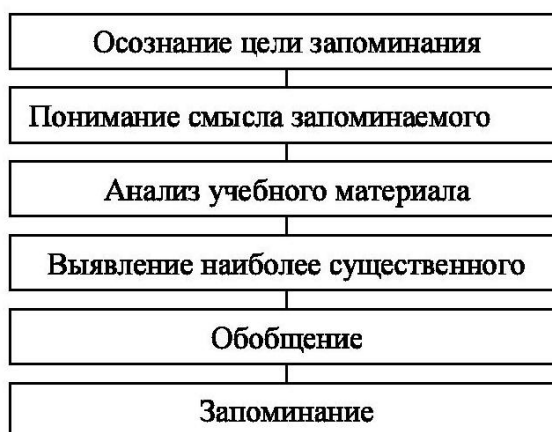 Осознание цели запоминания
Понимание смысла запоминаемого
Анализ учебного материала
Выявление наиболее существенного
Обобщение
Запоминание